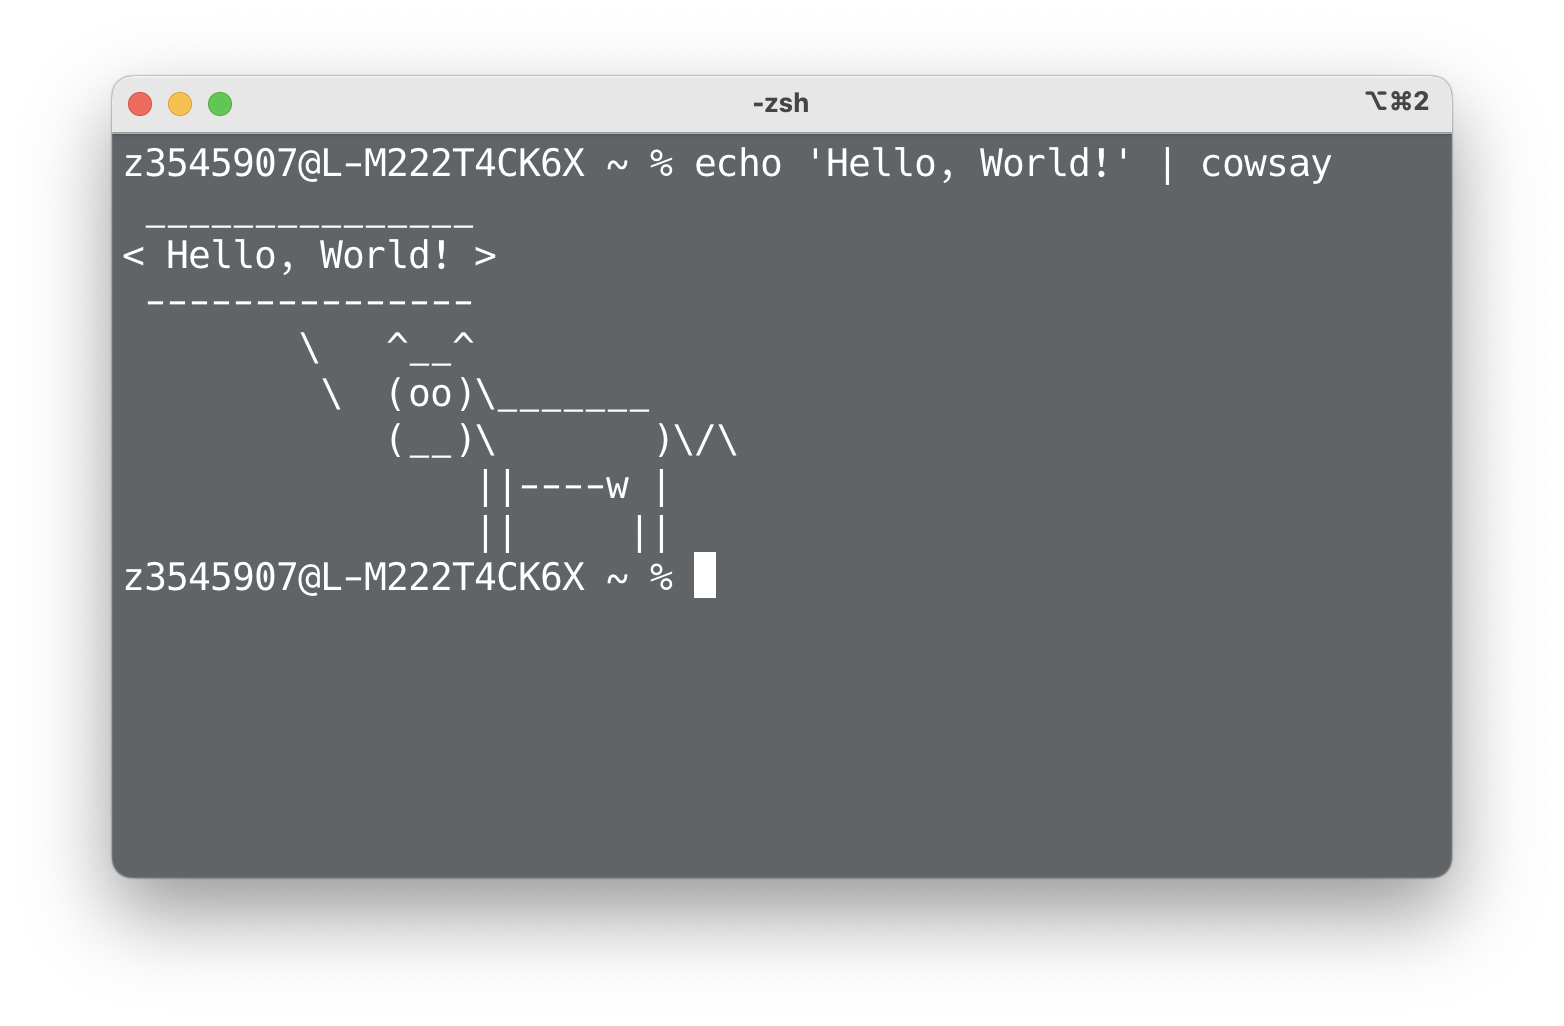 -zsh ⌥⌘2
z3545907@L-M222T4CK6X ~ % echo 'Hello, World!' | cowsay
 _______________
< Hello, World! >
 ---------------
        \   ^__^
         \  (oo)\_______
            (__)\       )\/\
                ||----w |
                ||     ||
z3545907@L-M222T4CK6X ~ %